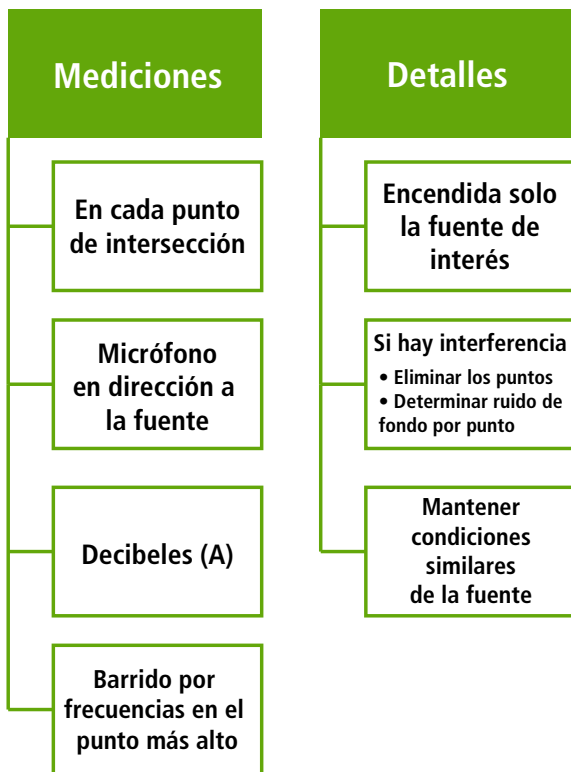 Mediciones
En cada punto
de intersección
Micrófono
en dirección a
la fuente
Decibeles (A)
Barrido por
frecuencias en el
punto más alto
Detalles
Encendida solo
la fuente de
interés
Si hay interferencia
• Eliminar los puntos
• Determinar ruido de
fondo por punto
Mantener
condiciones
similares
de la fuente